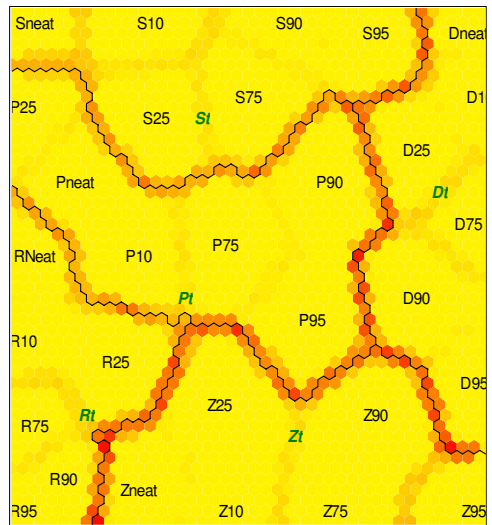 Sneat
S10
S90
S95
Dneat
P25
S25
St
S75
D1
D25
Pneat
P90
Dt
D75
RNeat
P10
P75
Pt
D90
R10
P95
R25
D95
R75
Rt
Z25
Zt
Z90
R90
Zneat
R95
Z10
Z75
Z95